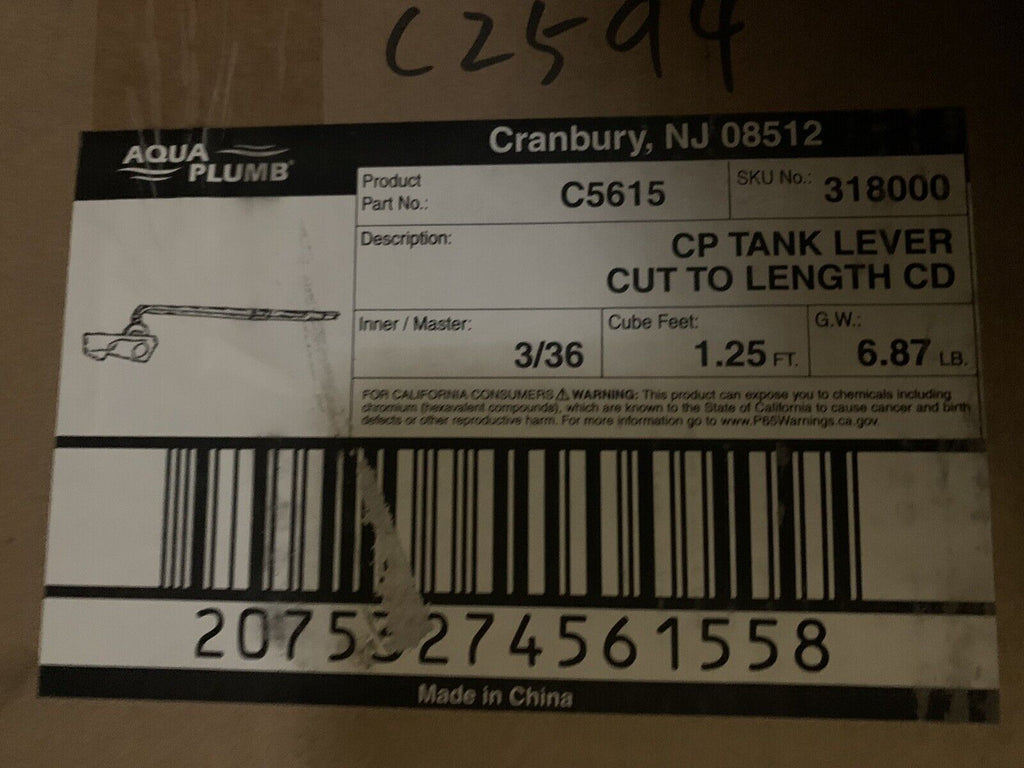 C2594
AQUA
PLUMB®
Cranbury, NJ 08512
Product
Part No.:
C5615
SKU No.: 318000
Description:
CP TANK LEVER
CUT TO LENGTH CD
Inner / Master:
3/36
Cube Feet:
1.25 FT.
G.W.:
6.87 LB.
FOR CALIFORNIA CONSUMERS ⚠ WARNING: This product can expose you to chemicals including
chromium (hexavalent compounds), which are known to the State of California to cause cancer and birth
defects or other reproductive harm. For more information go to www.P65Warnings.ca.gov.
20755274561558
Made in China